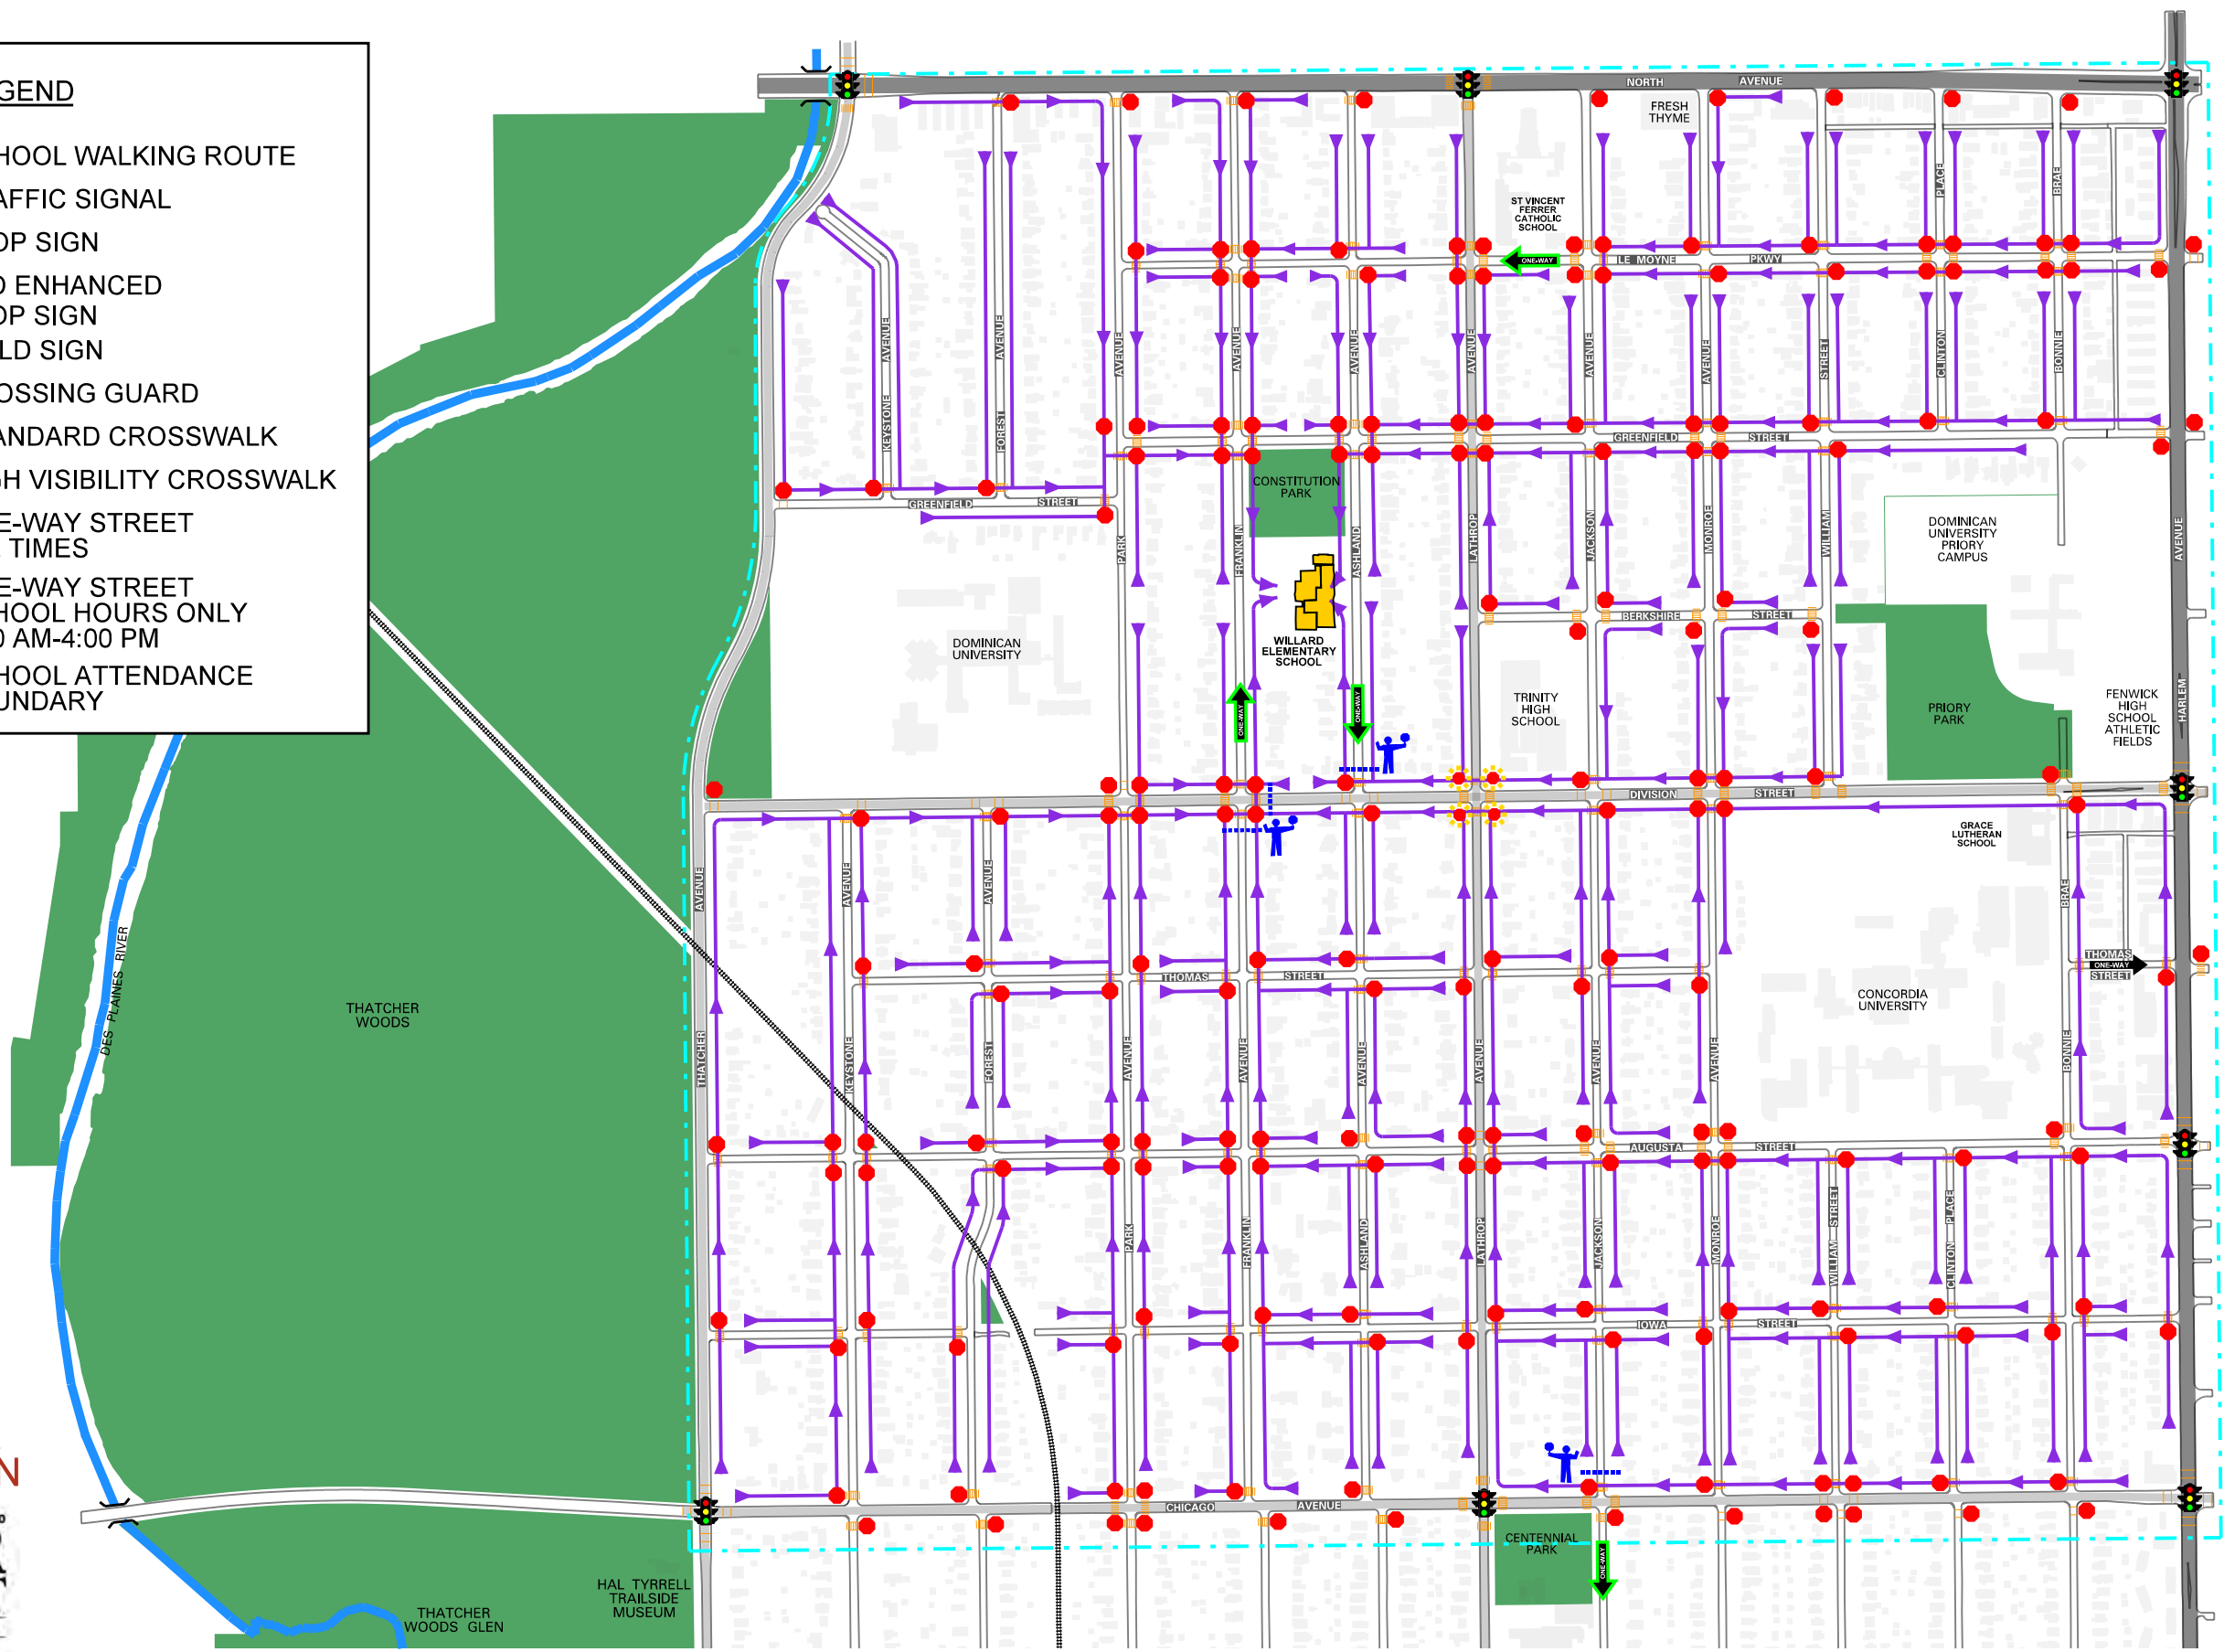 GEND
HOOL WALKING ROUTE
AFFIC SIGNAL
OP SIGN
D ENHANCED
OP SIGN
LD SIGN
OSSING GUARD
ANDARD CROSSWALK
GH VISIBILITY CROSSWALK
E-WAY STREET
TIMES
E-WAY STREET
HOOL HOURS ONLY
0 AM-4:00 PM
HOOL ATTENDANCE
UNDARY
NORTH AVENUE
FRESH
THYME
ST VINCENT
FERRER
CATHOLIC
SCHOOL
ONE-WAY
LE MOYNE PKWY
PLACE
BRAE
KEYSTONE AVENUE
FOREST AVENUE
AVENUE
AVENUE
AVENUE
AVENUE
AVENUE
AVENUE
STREET
CLINTON
BONNIE
GREENFIELD STREET
GREENFIELD STREET
CONSTITUTION
PARK
PARK
FRANKLIN
ASHLAND
LATHROP
JACKSON
MONROE
WILLIAM
AVENUE
HARLEM
DOMINICAN
UNIVERSITY
PRIORY
CAMPUS
BERKSHIRE STREET
DOMINICAN
UNIVERSITY
WILLARD
ELEMENTARY
SCHOOL
ONE-WAY
ONE-WAY
TRINITY
HIGH
SCHOOL
PRIORY
PARK
FENWICK
HIGH
SCHOOL
ATHLETIC
FIELDS
DIVISION STREET
GRACE
LUTHERAN
SCHOOL
THATCHER AVENUE
KEYSTONE AVENUE
FOREST AVENUE
BONNIE BRAE
THOMAS STREET
THOMAS
ONE-WAY
STREET
THATCHER
WOODS
DES PLAINES RIVER
CONCORDIA
UNIVERSITY
PARK AVENUE
FRANKLIN AVENUE
ASHLAND AVENUE
LATHROP AVENUE
JACKSON AVENUE
MONROE AVENUE
AUGUSTA STREET
WILLIAM STREET
CLINTON PLACE
IOWA STREET
N
CHICAGO AVENUE
CENTENNIAL
PARK
ONE-WAY
HAL TYRRELL
TRAILSIDE
MUSEUM
THATCHER
WOODS GLEN